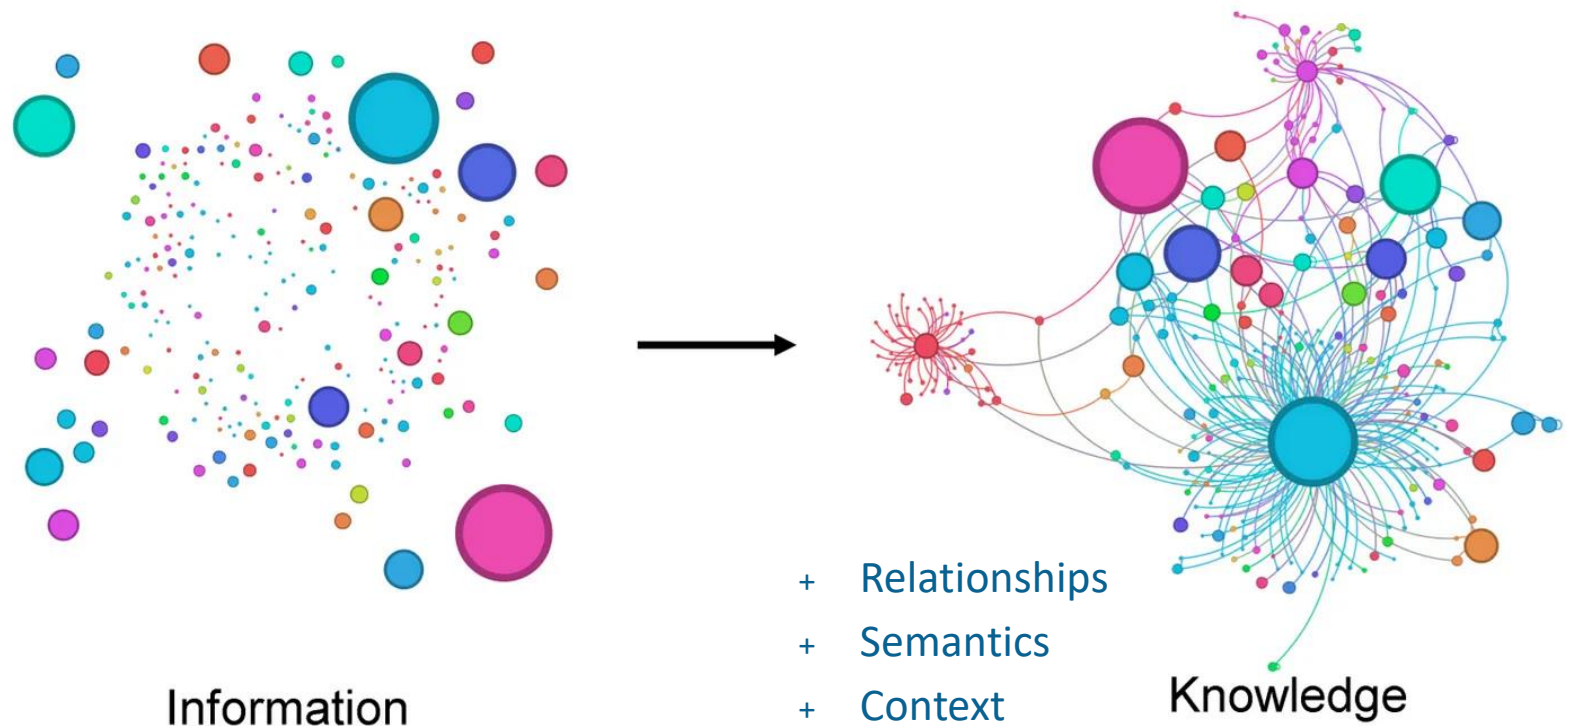 Information
+ Relationships
+ Semantics
+ Context
Knowledge